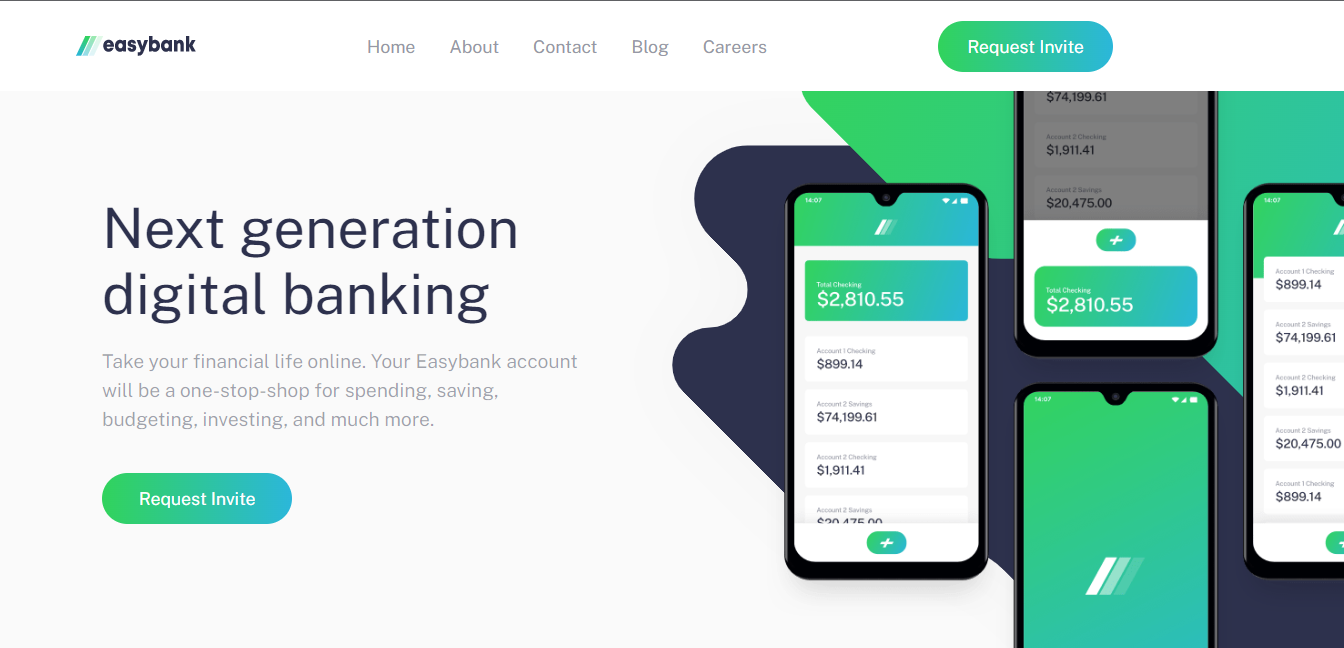 easybank
Home About Contact Blog Careers
Request Invite
Next generation
digital banking
Take your financial life online. Your Easybank account
will be a one-stop-shop for spending, saving,
budgeting, investing, and much more.
Request Invite
14:07
Total Checking
$2,810.55
Account 1 Checking
$899.14
Account 2 Savings
$74,199.61
Account 2 Checking
$1,911.41
Account 2 Savings
$20,475.00
$74,199.61
Account 2 Checking
$1,911.41
Account 2 Savings
$20,475.00
Total Checking
$2,810.55
14:07
14:07
Account 1 Checking
$899.14
Account 2 Savings
$74,199.61
Account 2 Checking
$1,911.41
Account 2 Savings
$20,475.00
Account 1 Checking
$899.14